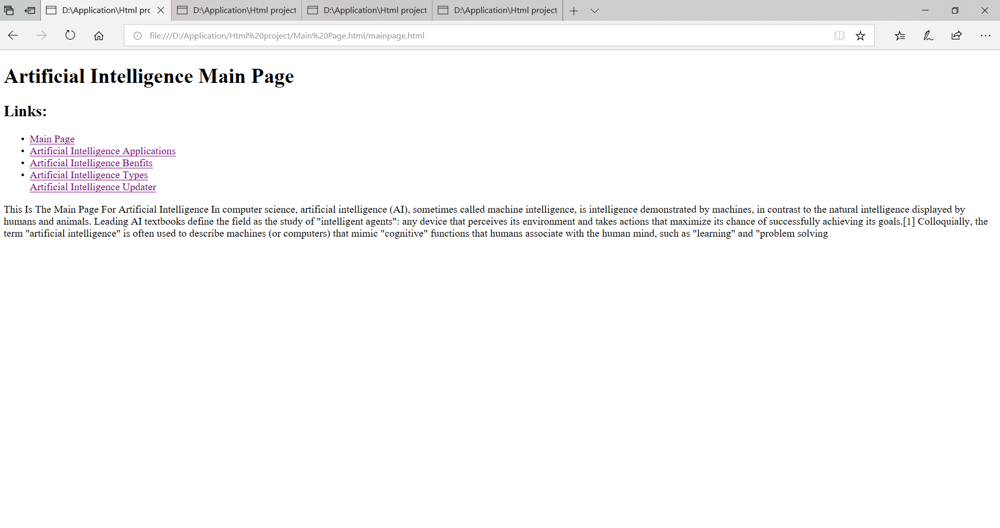 D:\Application\Html prc
D:\Application\Html project
D:\Application\Html project
D:\Application\Html project
file:///D:/Application/Html%20project/Main%20Page.html/mainpage.html
Artificial Intelligence Main Page
Links:
• Main Page
• Artificial Intelligence Applications
• Artificial Intelligence Benfits
• Artificial Intelligence Types
Artificial Intelligence Updater
This Is The Main Page For Artificial Intelligence In computer science, artificial intelligence (AI), sometimes called machine intelligence, is intelligence demonstrated by machines, in contrast to the natural intelligence displayed by
humans and animals. Leading AI textbooks define the field as the study of "intelligent agents": any device that perceives its environment and takes actions that maximize its chance of successfully achieving its goals.[1] Colloquially, the
term "artificial intelligence" is often used to describe machines (or computers) that mimic "cognitive" functions that humans associate with the human mind, such as "learning" and "problem solving